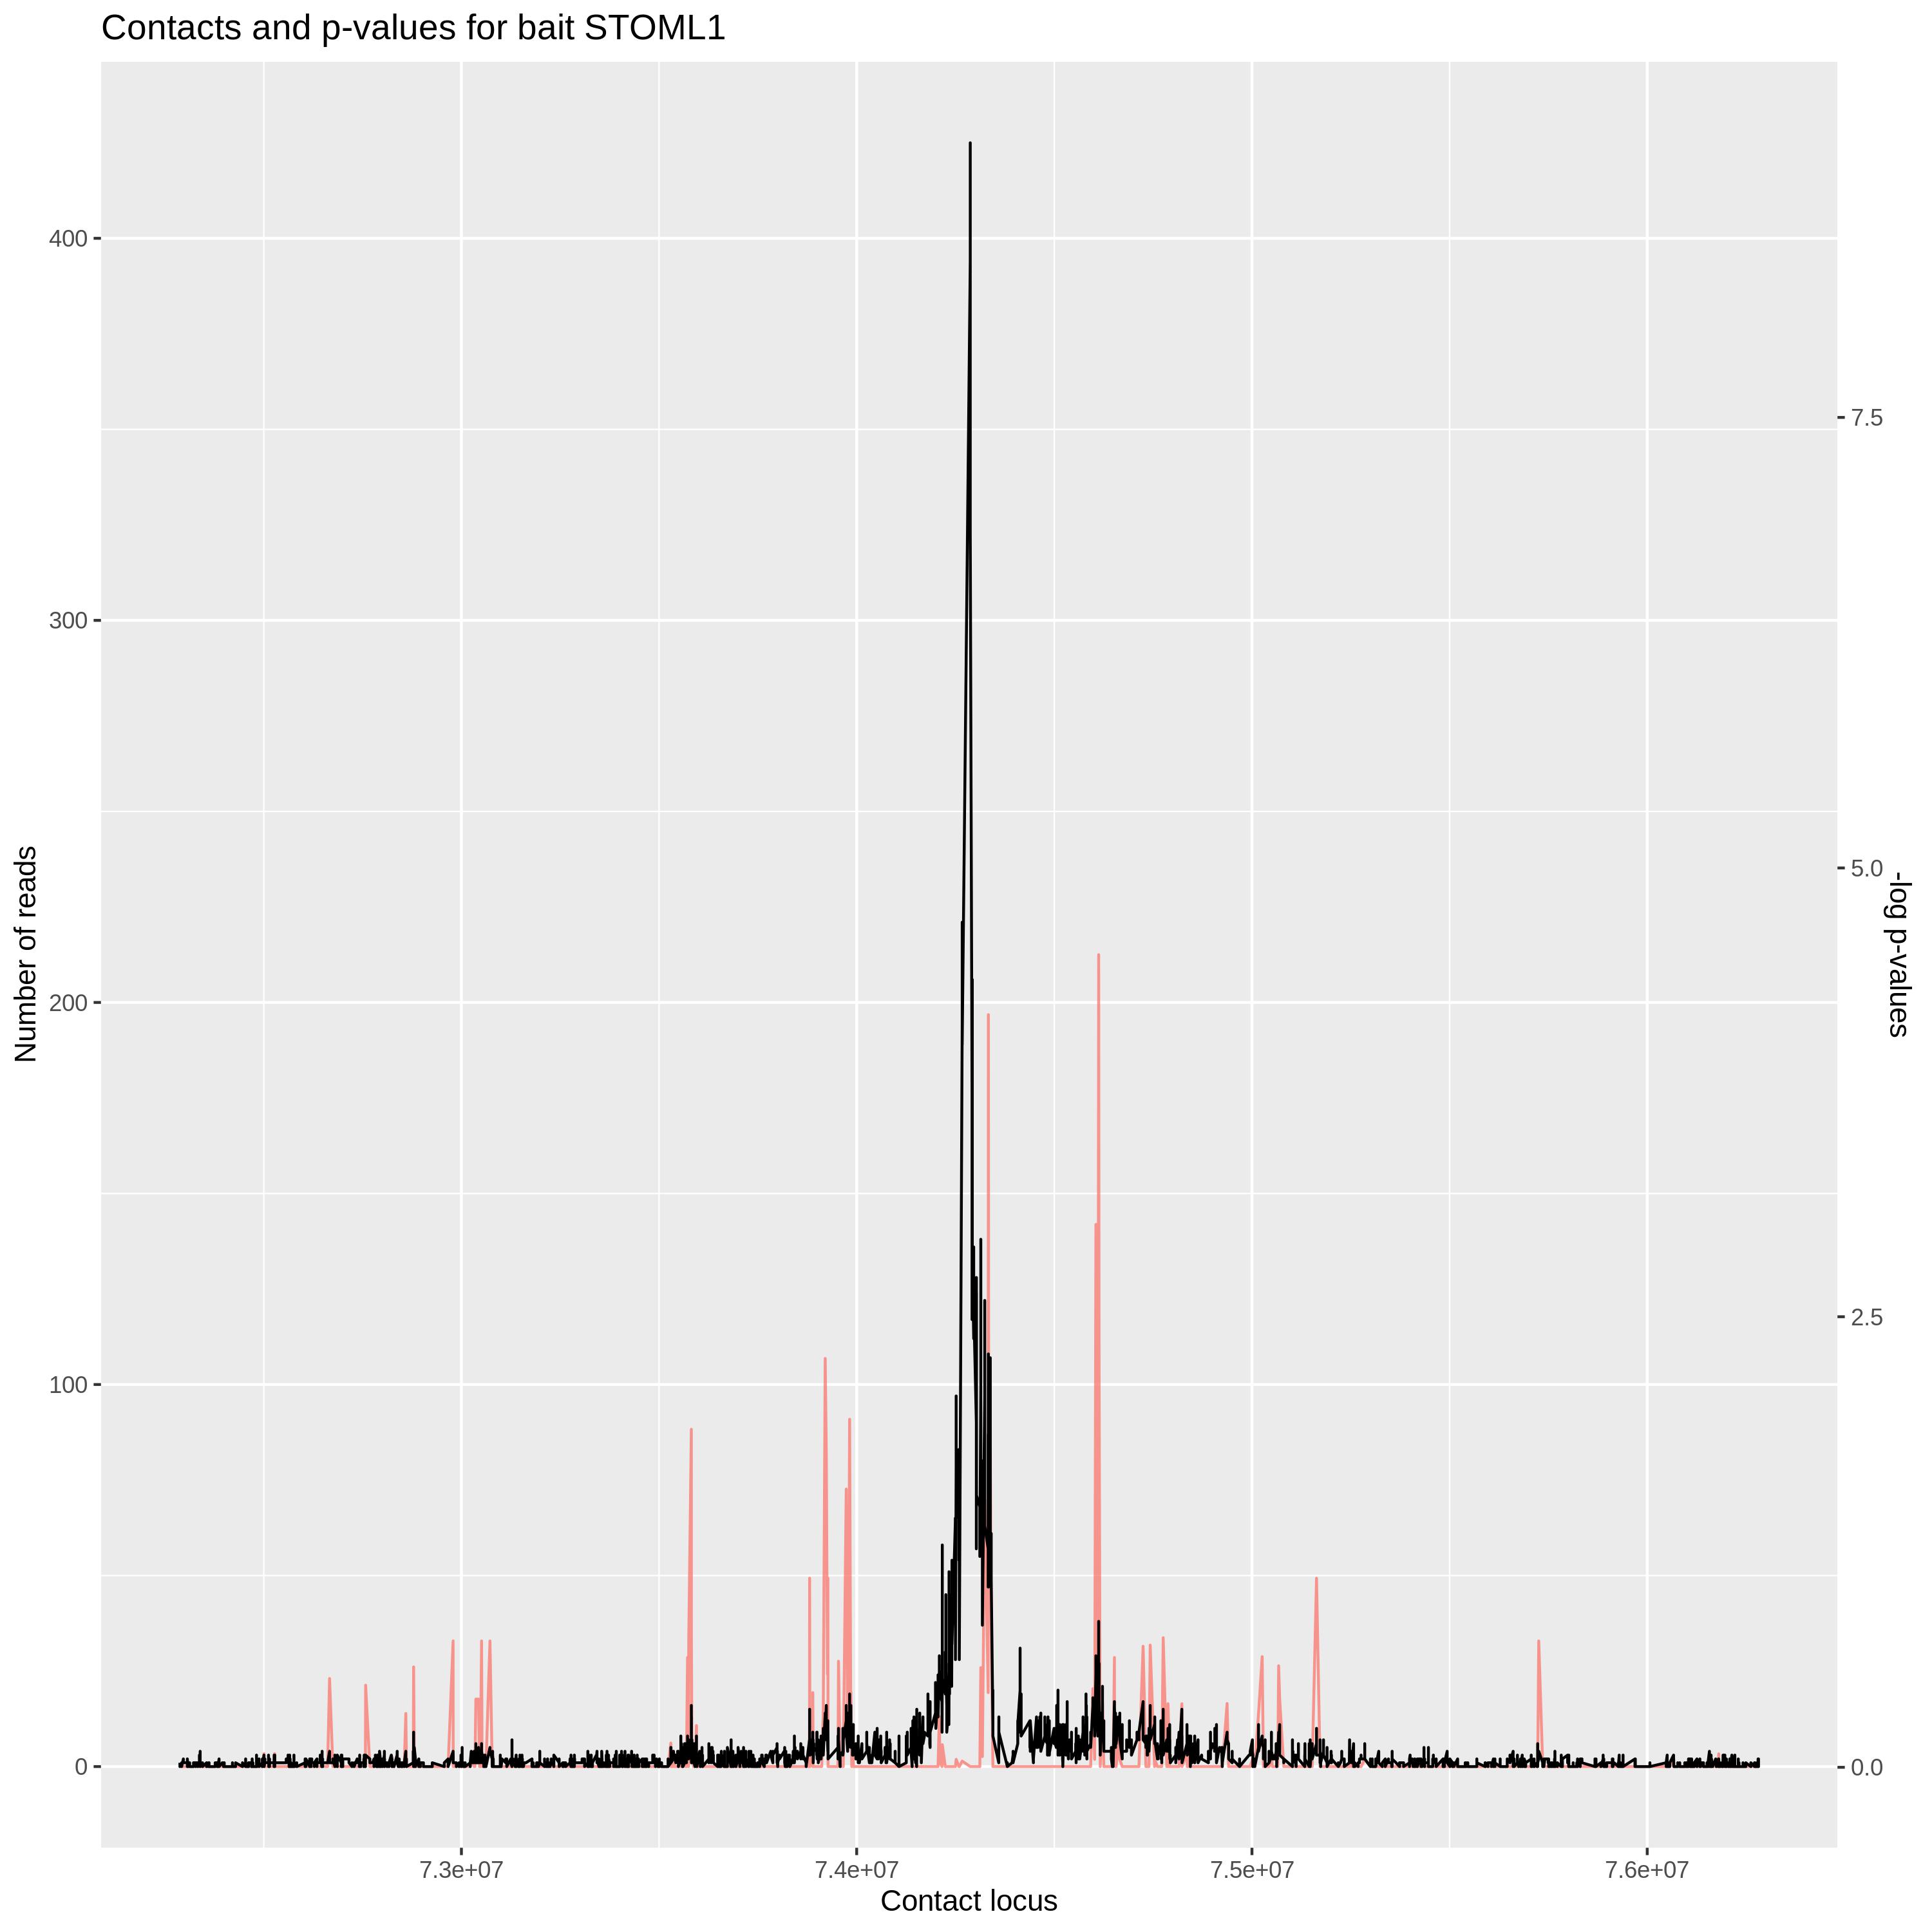 Contacts and p-values for bait STOML1
400
300
200
100
0
Number of reads
7.5
5.0
2.5
0.0
-log p-values
7.3e+07
7.4e+07
7.5e+07
7.6e+07
Contact locus